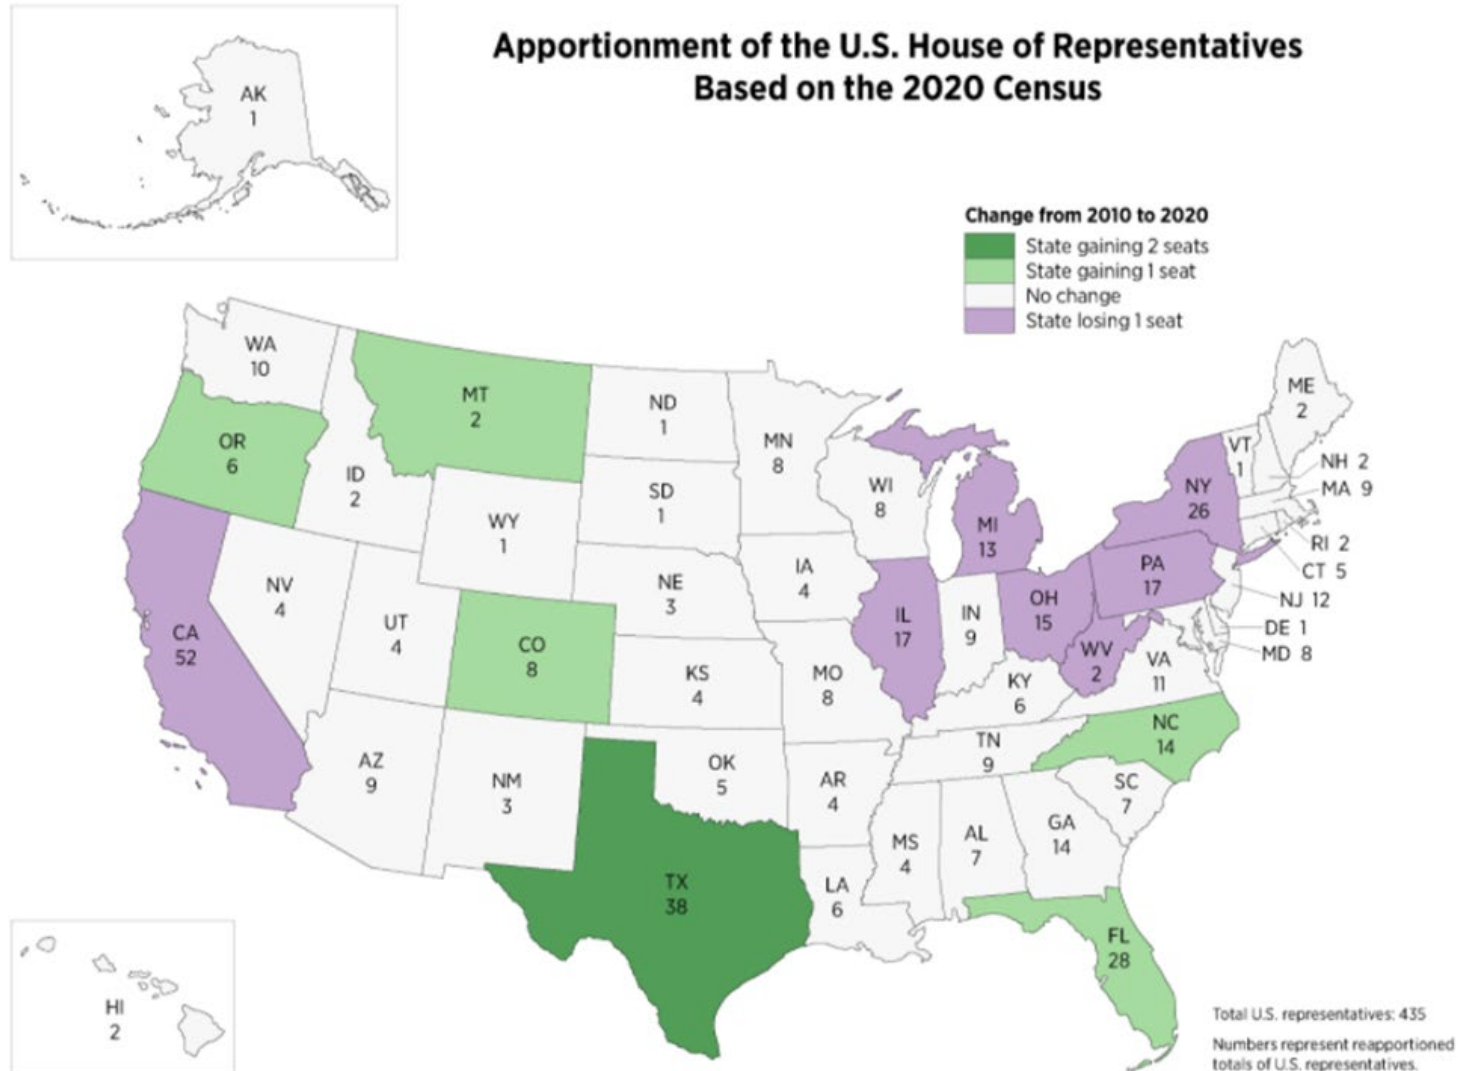 Apportionment of the U.S. House of Representatives
Based on the 2020 Census
AK
1
Change from 2010 to 2020
State gaining 2 seats
State gaining 1 seat
No change
State losing 1 seat
WA
10
MT
2
ND
1
MN
8
ME
2
VT
1
NH 2
MA 9
OR
6
ID
2
SD
1
WI
8
NY
26
WY
1
MI
13
RI 2
CT 5
NV
4
NE
3
IA
4
PA
17
NJ 12
CA
52
UT
4
CO
8
IL
17
IN
9
OH
15
DE 1
MD 8
KS
4
MO
8
KY
6
WV
2
VA
11
AZ
9
NM
3
OK
5
AR
4
TN
9
NC
14
SC
7
MS
4
AL
7
GA
14
TX
38
LA
6
FL
28
HI
2
Total U.S. representatives: 435
Numbers represent reapportioned
totals of U.S. representatives.